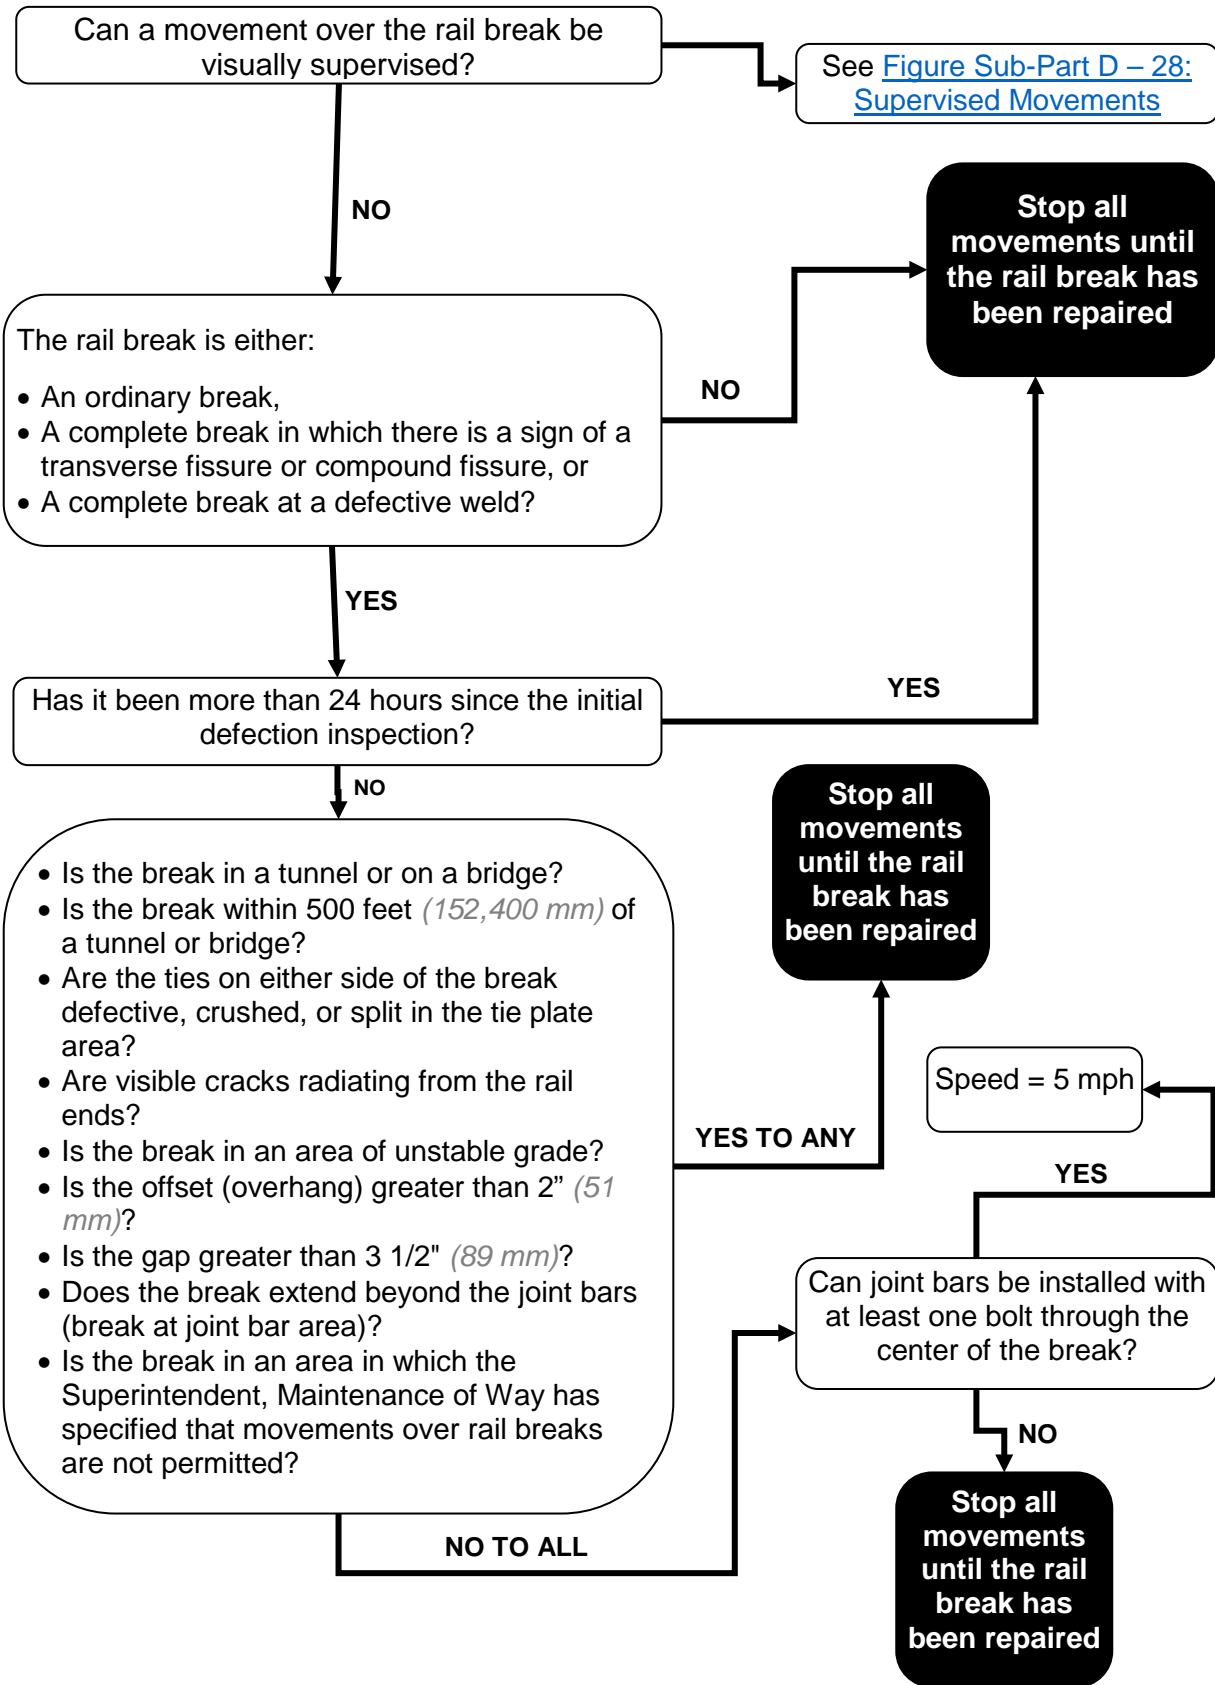 Can a movement over the rail break be
visually supervised?
See Figure Sub-Part D – 28:
Supervised Movements
NO
Stop all
movements until
the rail break has
been repaired
The rail break is either:
• An ordinary break,
• A complete break in which there is a sign of a
transverse fissure or compound fissure, or
• A complete break at a defective weld?
NO
YES
Has it been more than 24 hours since the initial
defection inspection?
YES
NO
• Is the break in a tunnel or on a bridge?
• Is the break within 500 feet (152,400 mm) of
a tunnel or bridge?
• Are the ties on either side of the break
defective, crushed, or split in the tie plate
area?
• Are visible cracks radiating from the rail
ends?
• Is the break in an area of unstable grade?
• Is the offset (overhang) greater than 2” (51
mm)?
• Is the gap greater than 3 1/2" (89 mm)?
• Does the break extend beyond the joint bars
(break at joint bar area)?
• Is the break in an area in which the
Superintendent, Maintenance of Way has
specified that movements over rail breaks
are not permitted?
YES TO ANY
Stop all
movements
until the rail
break has
been repaired
NO TO ALL
Speed = 5 mph
YES
Can joint bars be installed with
at least one bolt through the
center of the break?
NO
Stop all
movements
until the rail
break has
been repaired